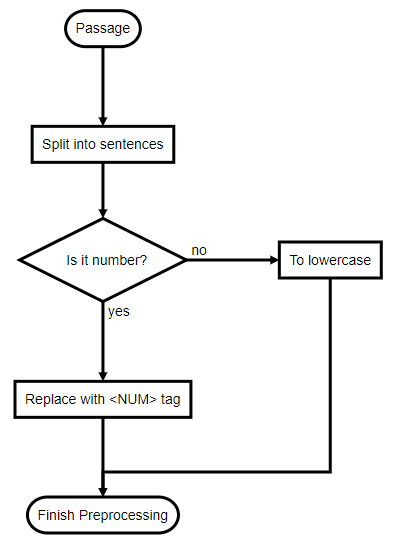 Passage
Split into sentences
Is it number?
no
To lowercase
yes
Replace with <NUM> tag
Finish Preprocessing